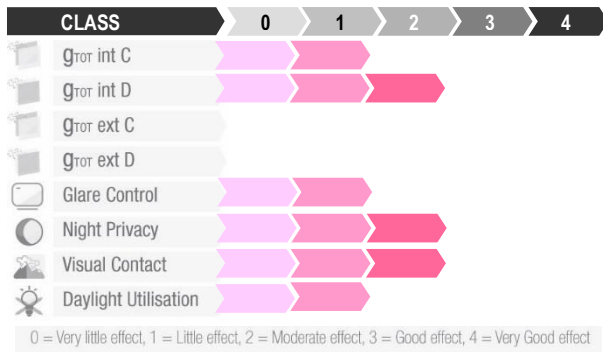 CLASS 0 1 2 3 4
gTOT int C
gTOT int D
gTOT ext C
gTOT ext D
Glare Control
Night Privacy
Visual Contact
Daylight Utilisation
0 = Very little effect, 1 = Little effect, 2 = Moderate effect, 3 = Good effect, 4 = Very Good effect